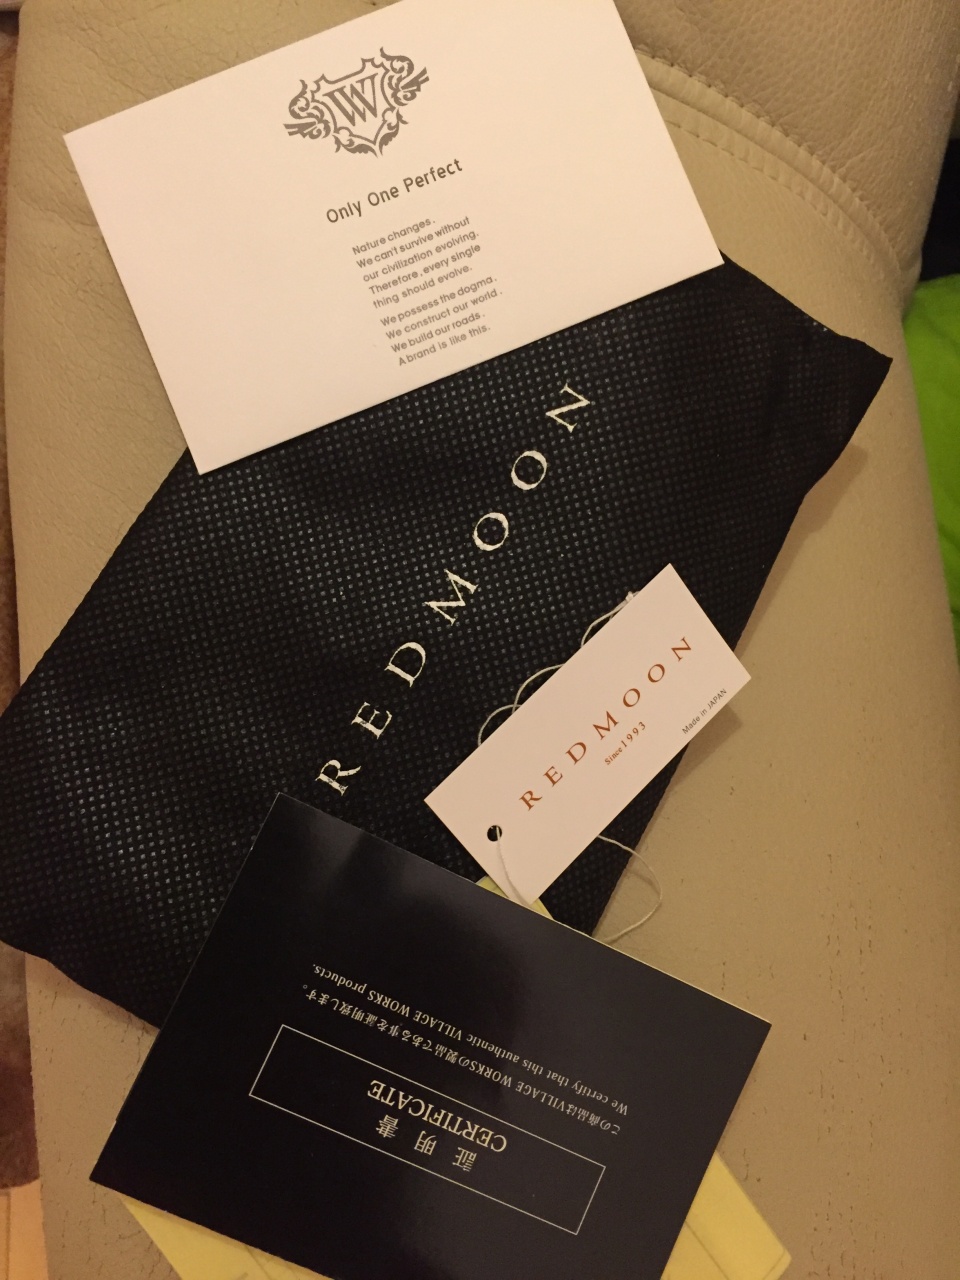 W
Only One Perfect
Nature changes.
We can't survive without
our civilization evolving.
Therefore, every single
thing should evolve.
We possess the dogma.
We construct our world.
We build our roads.
A brand is like this.
REDMOON
REDMOON
Since 1993
Made in JAPAN
証明書
CERTIFICATE
この商品はVILLAGE WORKSの製品である事を証明致します。
We certify that this authentic VILLAGE WORKS products.